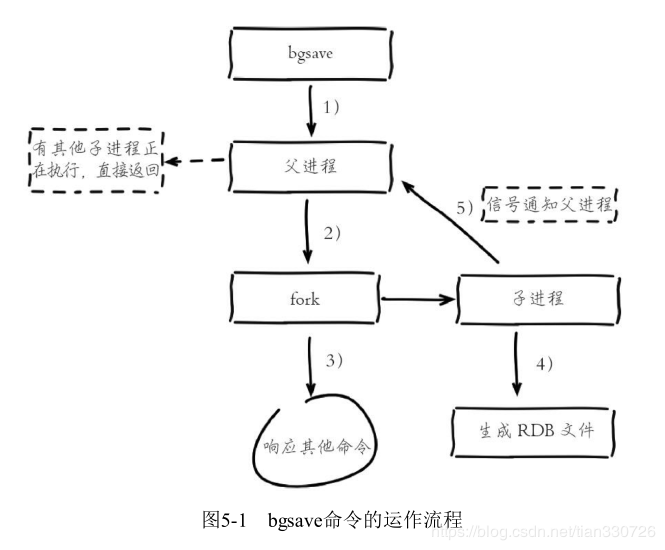 bgsave
1)
有其他子进程正
在执行，直接返回
父进程
5)
信号通知父进程
2)
fork
子进程
3)
4)
响应其他命令
生成 RDB 文件
图5-1 bgsave命令的运作流程
https://blog.csdn.net/tian330726